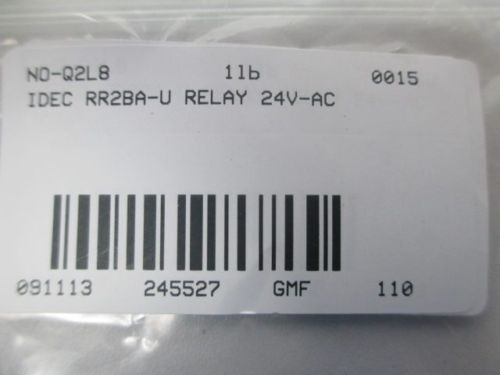 NO-Q2L8 1lb 0015
IDEC RR2BA-U RELAY 24V-AC
091113 245527 GMF 110